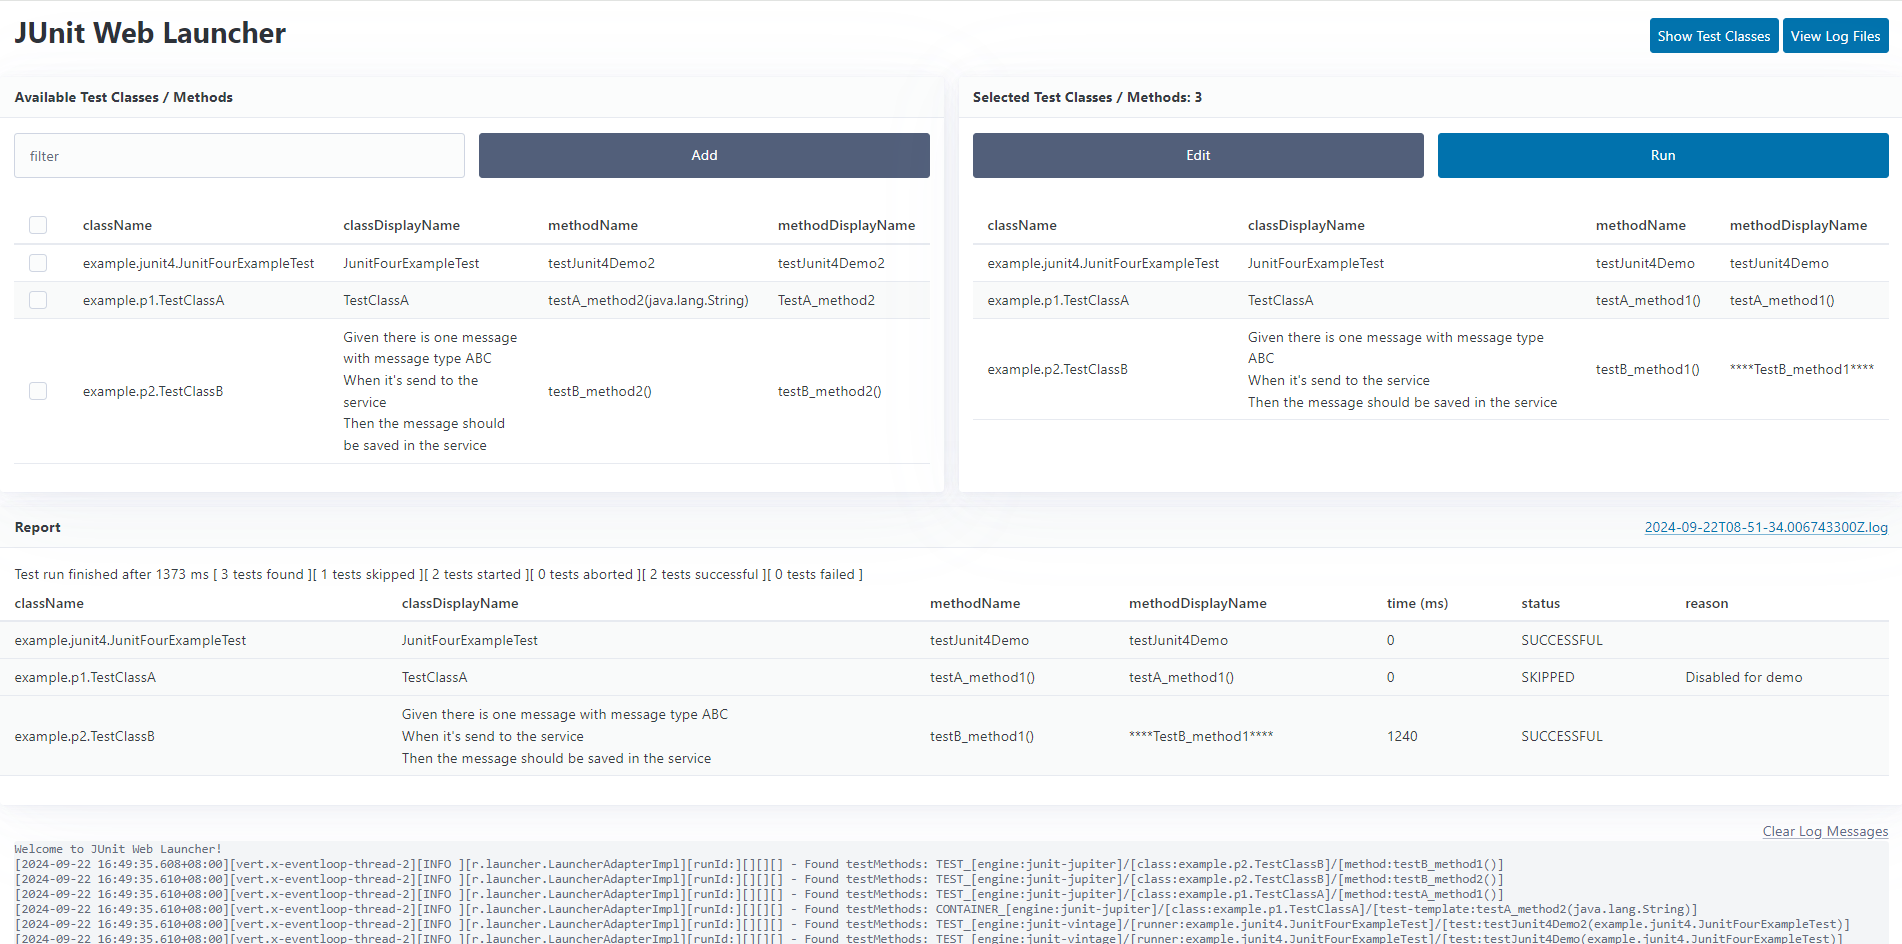 JUnit Web Launcher
Show Test Classes
View Log Files
Available Test Classes / Methods
filter
Add
className classDisplayName methodName methodDisplayName
example.junit4.JunitFourExampleTest JunitFourExampleTest testJunit4Demo2 testJunit4Demo2
example.p1.TestClassA TestClassA testA_method2(java.lang.String) TestA_method2
Given there is one message
with message type ABC
When it's send to the
example.p2.TestClassB service testB_method2() testB_method2()
Then the message should
be saved in the service
Selected Test Classes / Methods: 3
Edit
Run
className classDisplayName methodName methodDisplayName
example.junit4.JunitFourExampleTest JunitFourExampleTest testJunit4Demo testJunit4Demo
example.p1.TestClassA TestClassA testA_method1() testA_method1()
Given there is one message with message type
example.p2.TestClassB ABC testB_method1() ****TestB_method1****
When it's send to the service
Then the message should be saved in the service
Report
2024-09-22T08-51-34.006743300Z.log
Test run finished after 1373 ms [ 3 tests found ][ 1 tests skipped ][ 2 tests started ][ 0 tests aborted ][ 2 tests successful ][ 0 tests failed ]
className classDisplayName methodName methodDisplayName time (ms) status reason
example.junit4.JunitFourExampleTest JunitFourExampleTest testJunit4Demo testJunit4Demo 0 SUCCESSFUL
example.p1.TestClassA TestClassA testA_method1() testA_method1() 0 SKIPPED Disabled for demo
Given there is one message with message type ABC
example.p2.TestClassB When it's send to the service testB_method1() ****TestB_method1**** 1240 SUCCESSFUL
Then the message should be saved in the service
Clear Log Messages
Welcome to JUnit Web Launcher!
[2024-09-22 16:49:35.608+08:00][vert.x-eventloop-thread-2][INFO ][r.launcher.LauncherAdapterImpl][runId:][][][] - Found testMethods: TEST_[engine:junit-jupiter]/[class:example.p2.TestClassB]/[method:testB_method1()]
[2024-09-22 16:49:35.610+08:00][vert.x-eventloop-thread-2][INFO ][r.launcher.LauncherAdapterImpl][runId:][][][] - Found testMethods: TEST_[engine:junit-jupiter]/[class:example.p2.TestClassB]/[method:testB_method2()]
[2024-09-22 16:49:35.610+08:00][vert.x-eventloop-thread-2][INFO ][r.launcher.LauncherAdapterImpl][runId:][][][] - Found testMethods: TEST_[engine:junit-jupiter]/[class:example.p1.TestClassA]/[method:testA_method1()]
[2024-09-22 16:49:35.610+08:00][vert.x-eventloop-thread-2][INFO ][r.launcher.LauncherAdapterImpl][runId:][][][] - Found testMethods: CONTAINER_[engine:junit-jupiter]/[class:example.p1.TestClassA]/[test-template:testA_method2(java.lang.String)]
[2024-09-22 16:49:35.610+08:00][vert.x-eventloop-thread-2][INFO ][r.launcher.LauncherAdapterImpl][runId:][][][] - Found testMethods: TEST_[engine:junit-vintage]/[runner:example.junit4.JunitFourExampleTest]/[test:testJunit4Demo2(example.junit4.JunitFourExampleTest)]
[2024-09-22 16:49:35.610+08:00][vert.x-eventloop-thread-2][INFO ][r.launcher.LauncherAdapterImpl][runId:][][][] - Found testMethods: TEST_[engine:junit-vintage]/[runner:example.junit4.JunitFourExampleTest]/[test:testJunit4Demo(example.junit4.JunitFourExampleTest)]